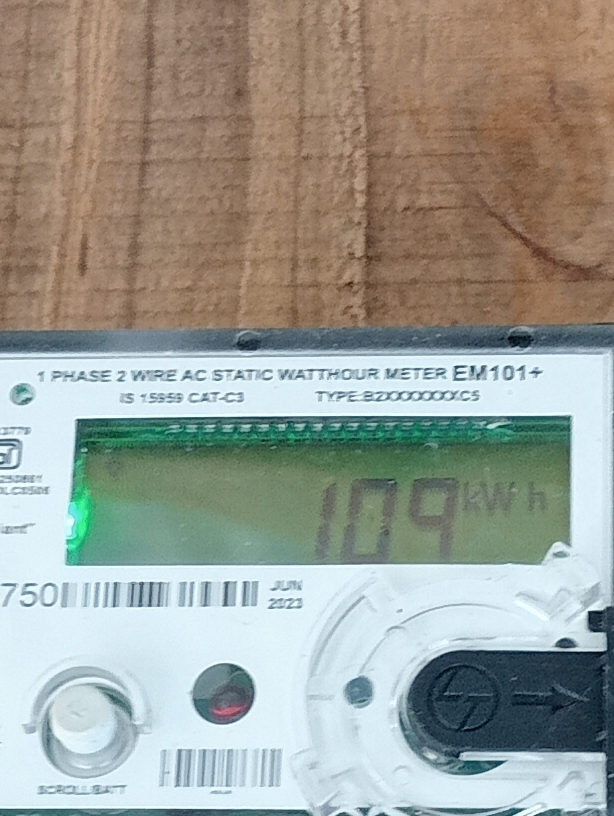 1 PHASE 2 WIRE AC STATIC WATTHOUR METER EM101+
IS 15959 CAT-C3 TYPE:B2XXXXXXXXC5
109 kWh
750
JUN
2023
SCROLL/BATT